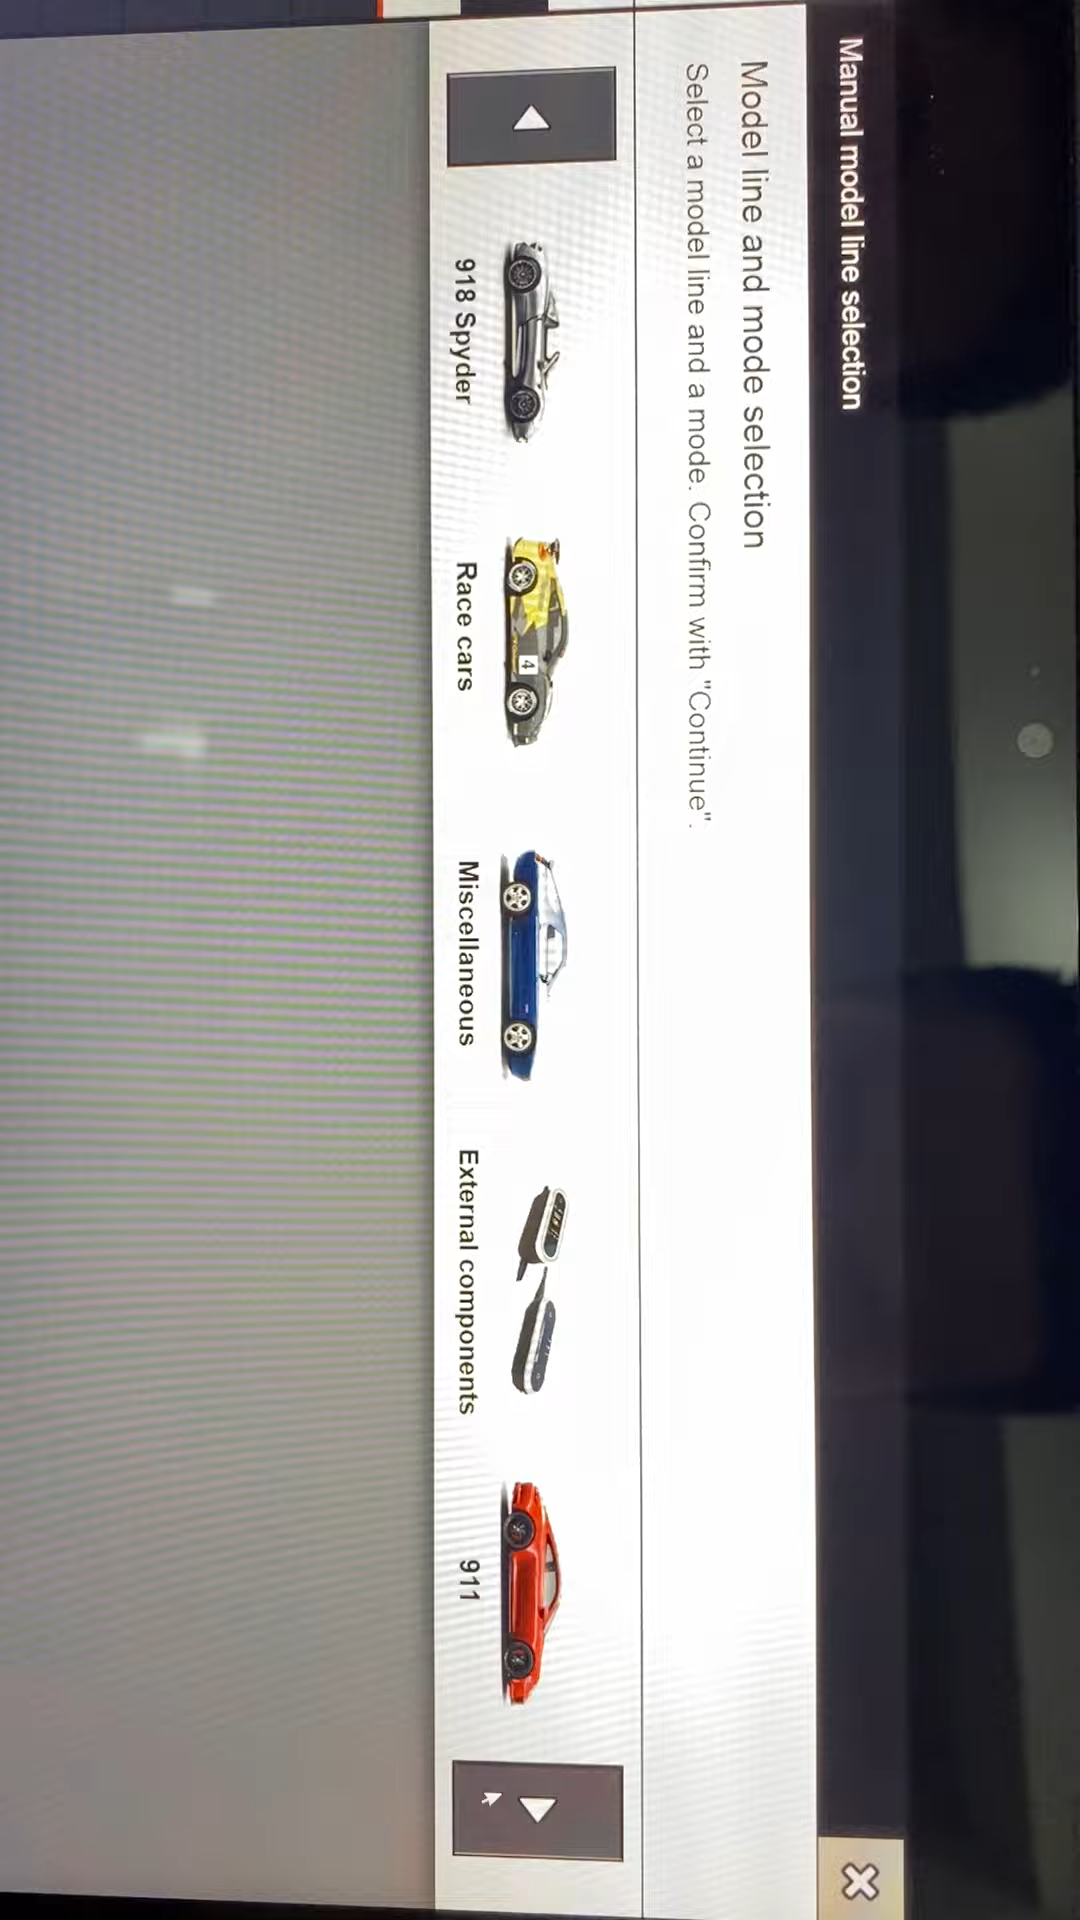 Manual model line selection
Model line and mode selection
Select a model line and a mode. Confirm with "Continue".
4
918 Spyder
Race cars
Miscellaneous
External components
911